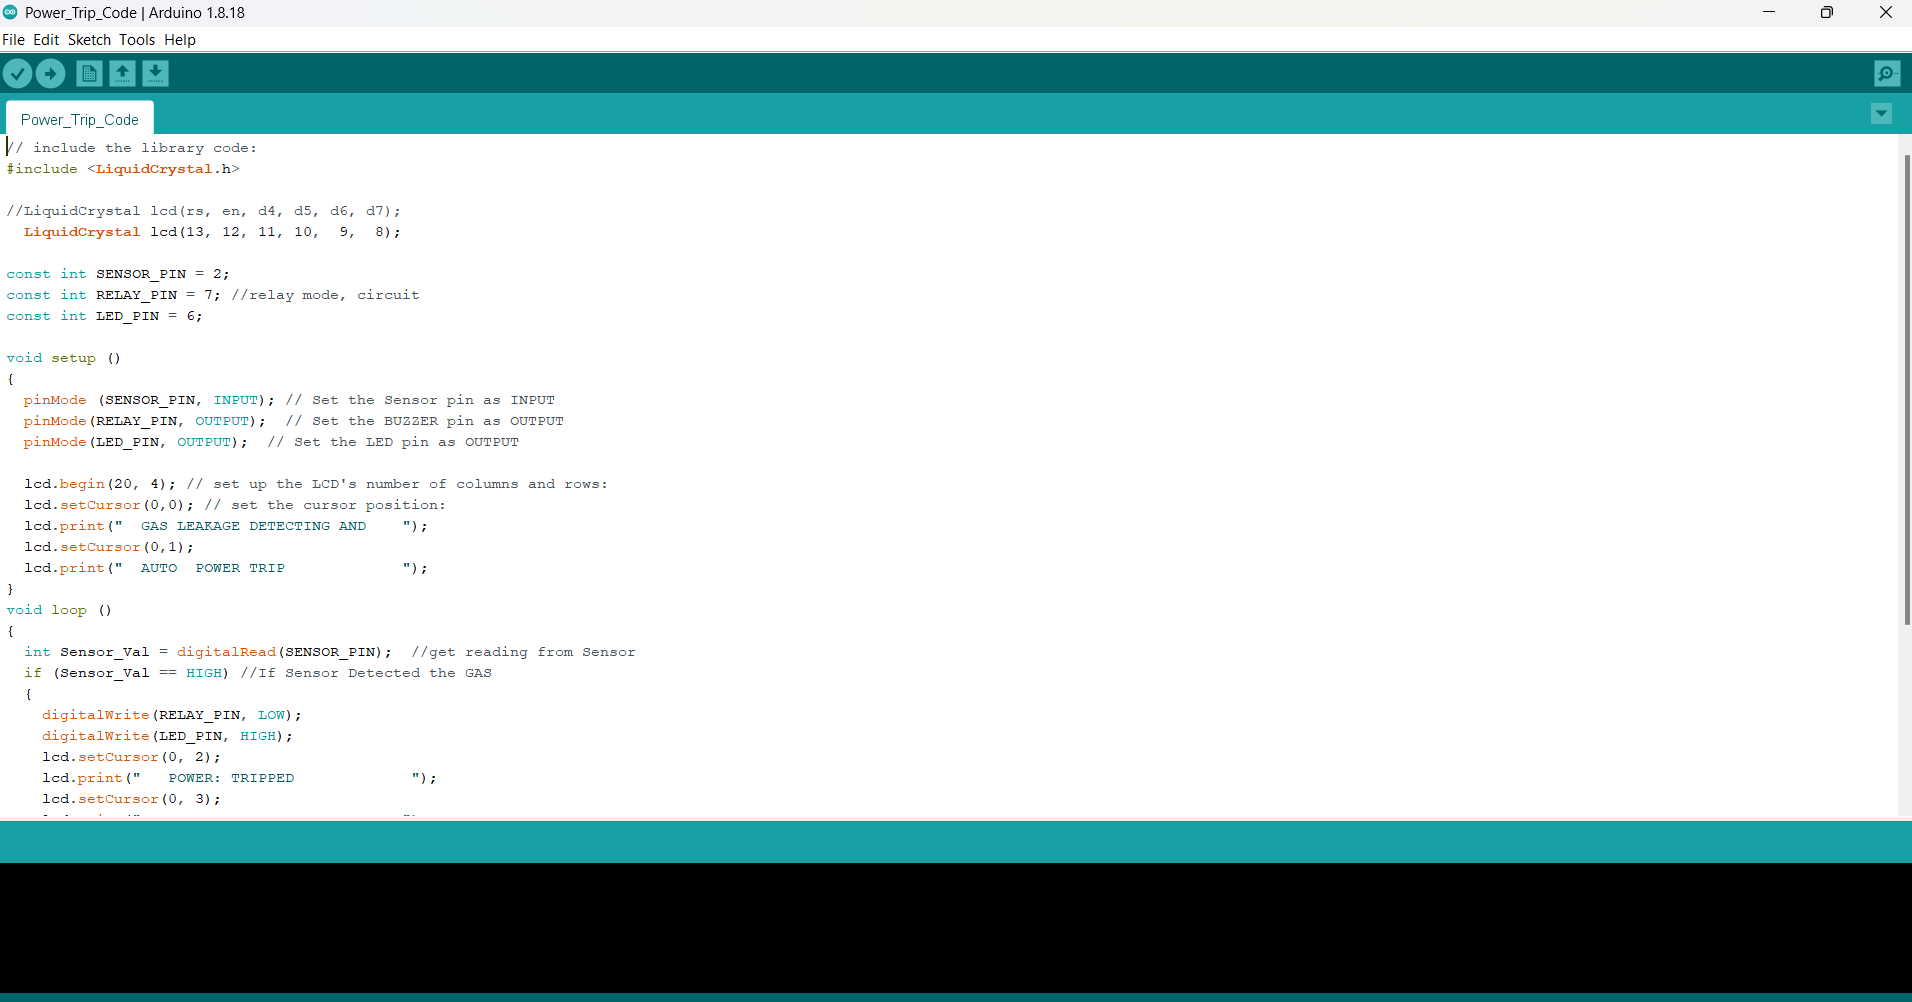 Power_Trip_Code | Arduino 1.8.18
File Edit Sketch Tools Help
Power_Trip_Code
// include the library code:
#include <LiquidCrystal.h>
//LiquidCrystal lcd(rs, en, d4, d5, d6, d7);
  LiquidCrystal lcd(13, 12, 11, 10,  9,  8);
const int SENSOR_PIN = 2;
const int RELAY_PIN = 7; //relay mode, circuit
const int LED_PIN = 6;
void setup ()
{
  pinMode (SENSOR_PIN, INPUT); // Set the Sensor pin as INPUT
  pinMode(RELAY_PIN, OUTPUT);  // Set the BUZZER pin as OUTPUT
  pinMode(LED_PIN, OUTPUT);  // Set the LED pin as OUTPUT
  lcd.begin(20, 4); // set up the LCD's number of columns and rows:
  lcd.setCursor(0,0); // set the cursor position:
  lcd.print("  GAS LEAKAGE DETECTING AND    ");
  lcd.setCursor(0,1);
  lcd.print("  AUTO  POWER TRIP             ");
}
void loop ()
{
  int Sensor_Val = digitalRead(SENSOR_PIN);  //get reading from Sensor
  if (Sensor_Val == HIGH) //If Sensor Detected the GAS
  {
    digitalWrite(RELAY_PIN, LOW);
    digitalWrite(LED_PIN, HIGH);
    lcd.setCursor(0, 2);
    lcd.print("   POWER: TRIPPED             ");
    lcd.setCursor(0, 3);